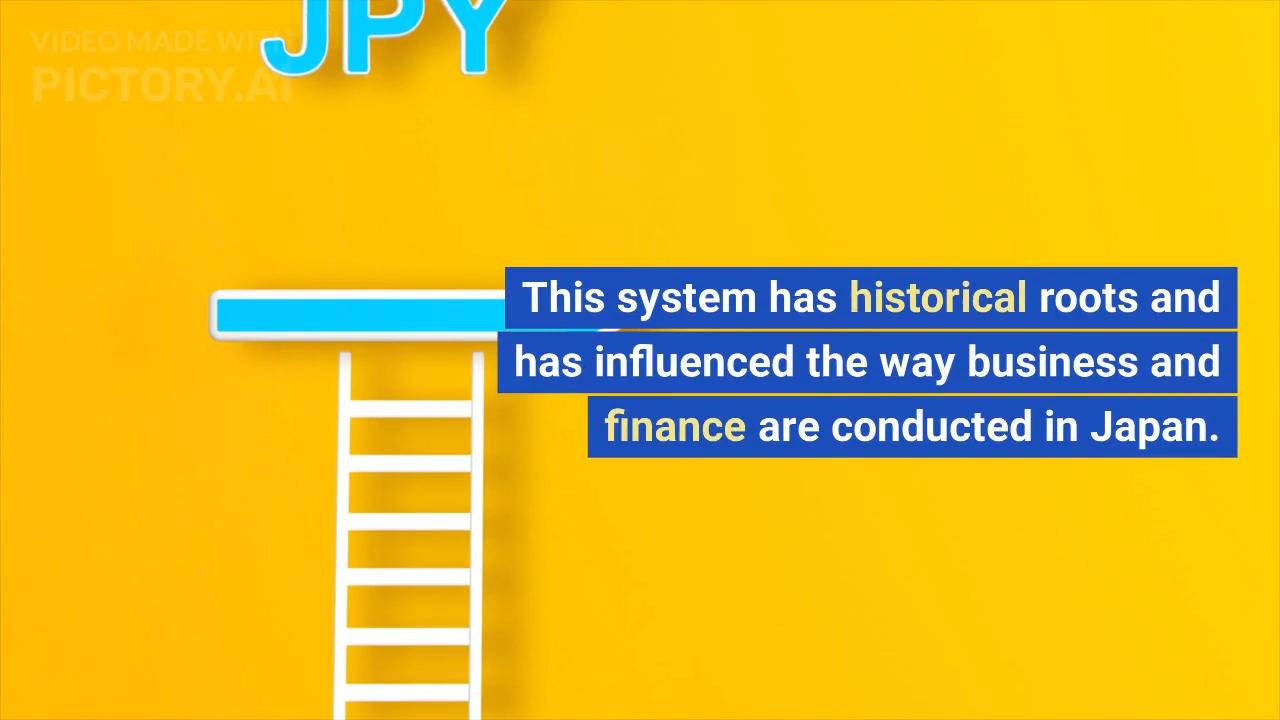 JPY
VIDEO MADE WITH
PICTORY.AI
This system has historical roots and
has influenced the way business and
finance are conducted in Japan.